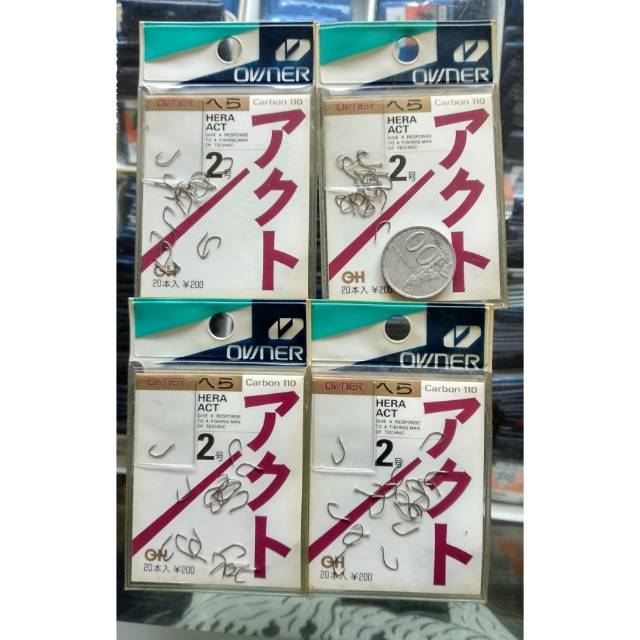 OWNER
OWNER へら Carbon 110
HERA
ACT
GIVE A RESPONSE
TO A FISHING-MAN
OF TECHNIC
2号
アクト
OH
20本入 ¥200
OWNER
OWNER へら Carbon 110
HERA
ACT
GIVE A RESPONSE
TO A FISHING-MAN
OF TECHNIC
2号
アクト
100
OH
20本入 ¥200
OWNER
OWNER へら Carbon 110
HERA
ACT
GIVE A RESPONSE
TO A FISHING-MAN
OF TECHNIC
2号
アクト
OH
20本入 ¥200
OWNER
OWNER へら Carbon 110
HERA
ACT
GIVE A RESPONSE
TO A FISHING-MAN
OF TECHNIC
2号
アクト
OH
20本入 ¥200